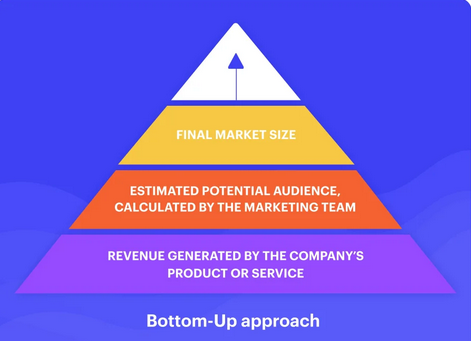 FINAL MARKET SIZE
ESTIMATED POTENTIAL AUDIENCE,
CALCULATED BY THE MARKETING TEAM
REVENUE GENERATED BY THE COMPANY'S
PRODUCT OR SERVICE
Bottom-Up approach